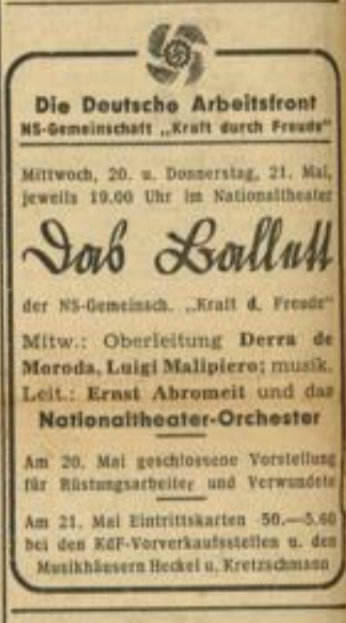 Die Deutsche Arbeitsfront
NS-Gemeinschaft „Kraft durch Freude"
Mittwoch, 20. u. Donnerstag, 21. Mai,
jeweils 19.00 Uhr im Nationaltheater
Das Ballett
der NS-Gemeinsch. „Kraft d. Freude"
Mitw.: Oberleitung Derra de
Moroda, Luigi Malipiero; musik.
Leit.: Ernst Abromeit und das
Nationaltheater-Orchester
Am 20. Mai geschlossene Vorstellung
für Rüstungsarbeiter und Verwundete
Am 21. Mai Eintrittskarten -50.—5.60
bei den KdF-Vorverkaufsstellen u. den
Musikhäusern Heckel u. Kretzschmann